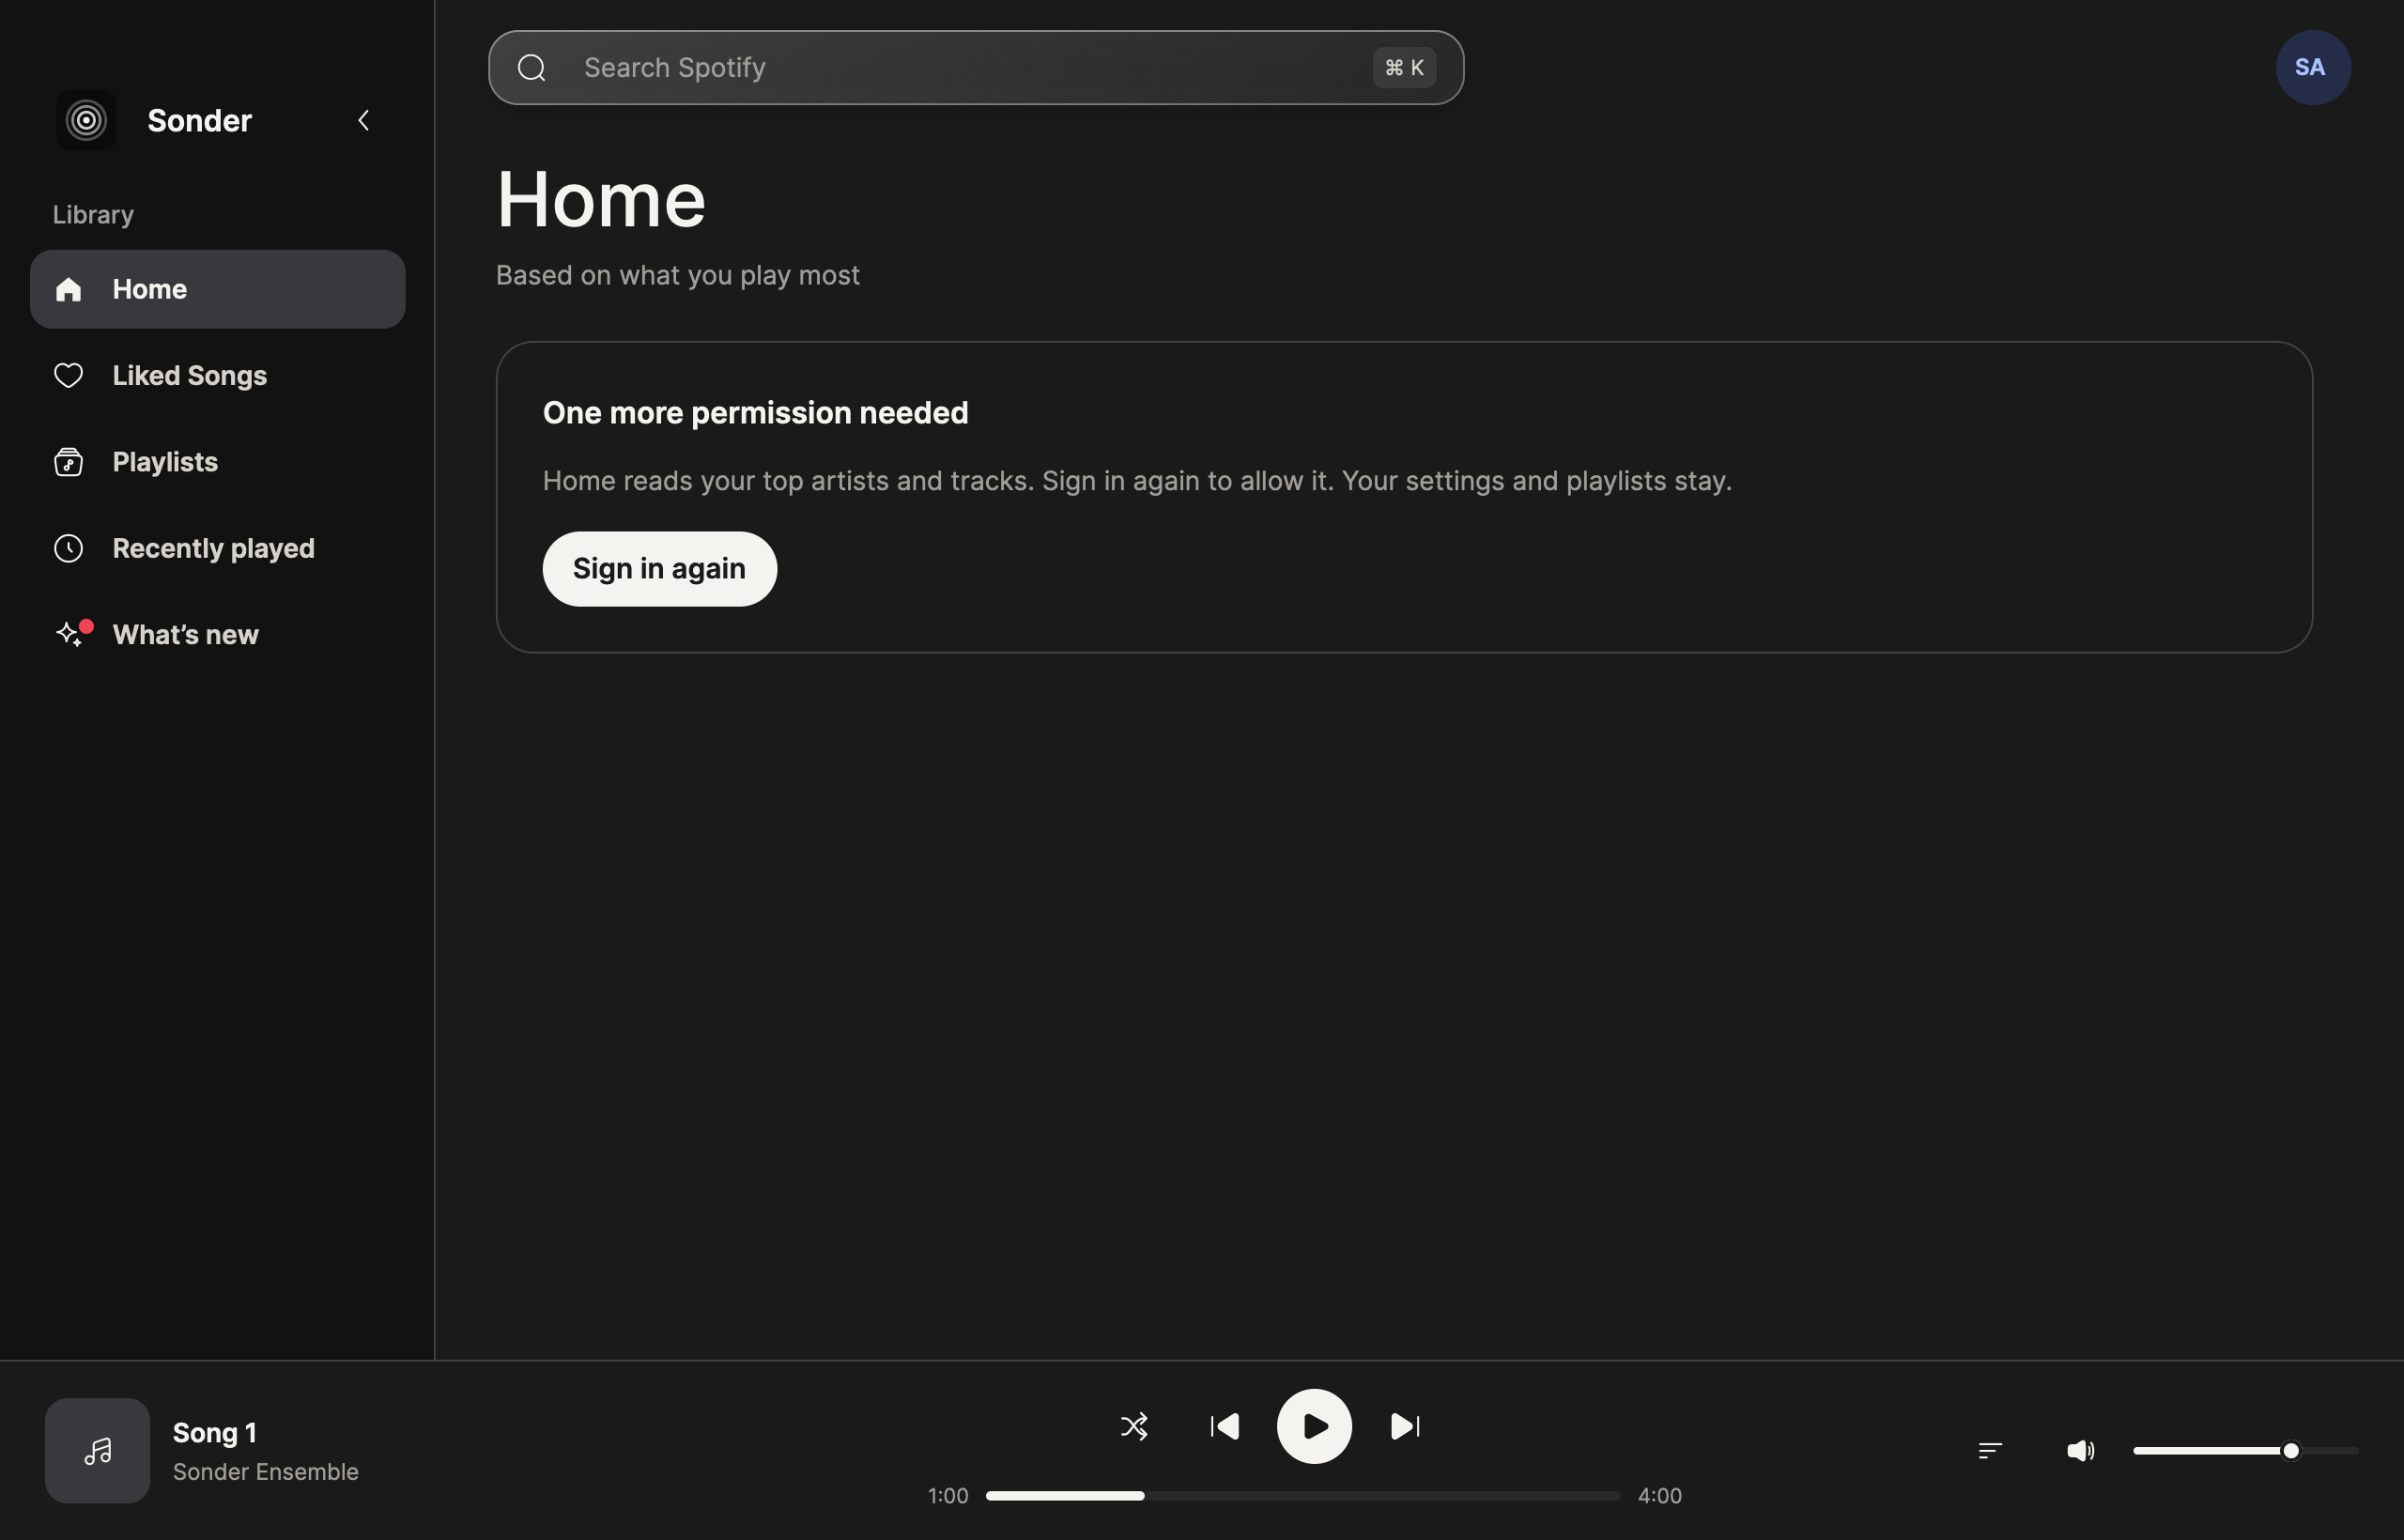 Search Spotify
⌘ K
SA
Sonder
Library
Home
Liked Songs
Playlists
Recently played
What’s new
Home
Based on what you play most
One more permission needed
Home reads your top artists and tracks. Sign in again to allow it. Your settings and playlists stay.
Sign in again
Song 1
Sonder Ensemble
1:00
4:00